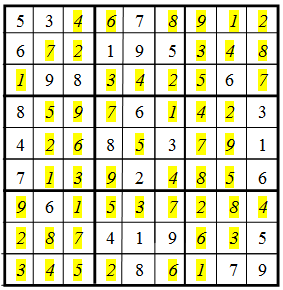 5 3 4 6 7 8 9 1 2
6 7 2 1 9 5 3 4 8
1 9 8 3 4 2 5 6 7
8 5 9 7 6 1 4 2 3
4 2 6 8 5 3 7 9 1
7 1 3 9 2 4 8 5 6
9 6 1 5 3 7 2 8 4
2 8 7 4 1 9 6 3 5
3 4 5 2 8 6 1 7 9